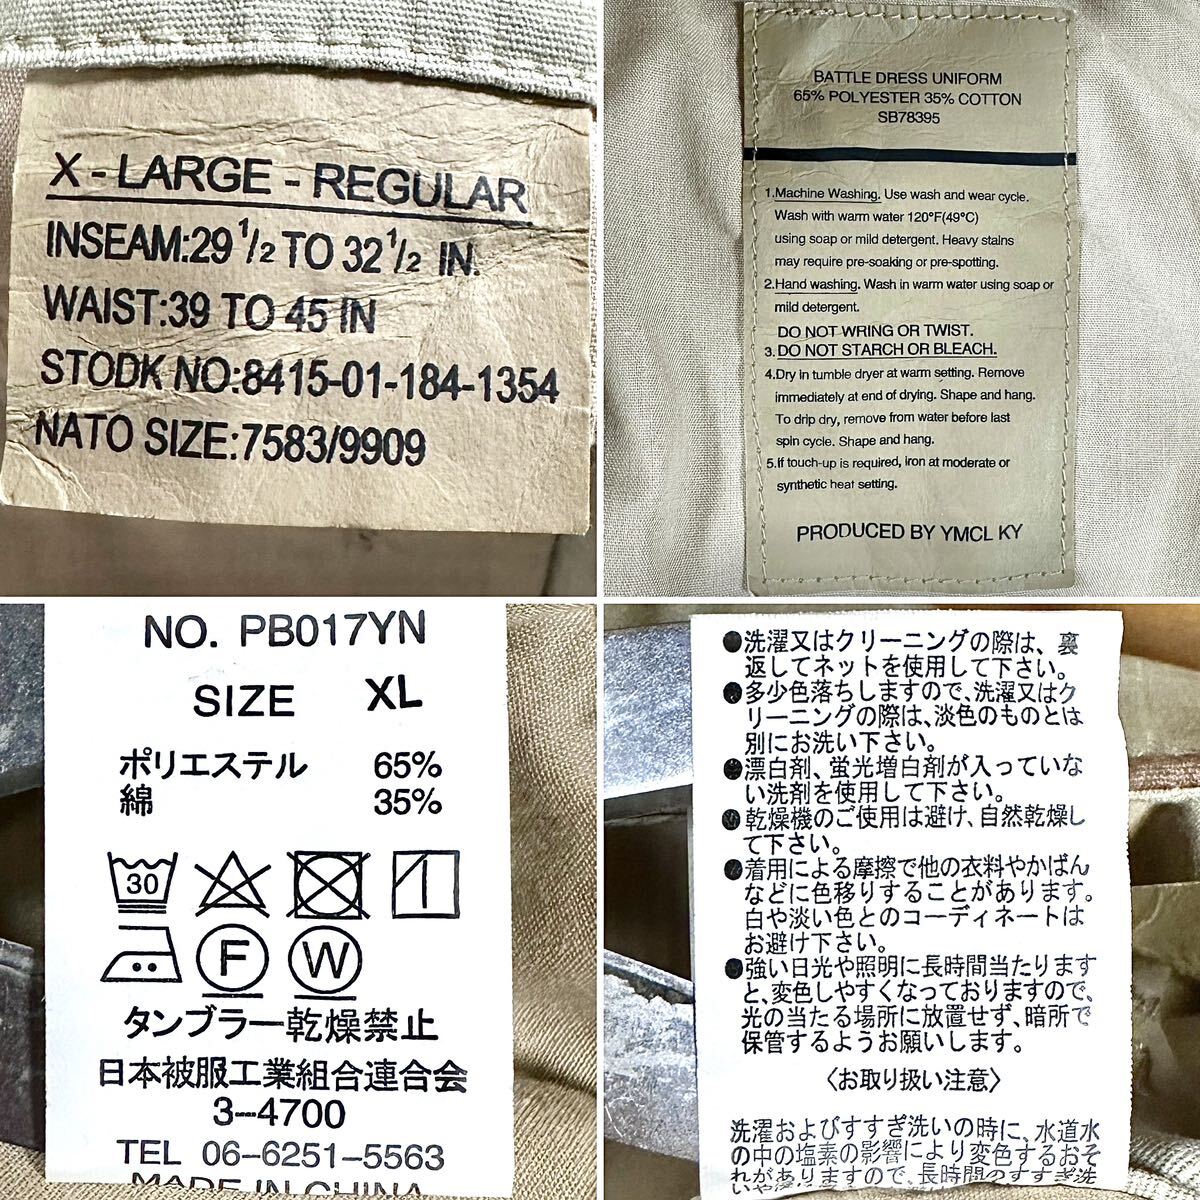 X - LARGE - REGULAR
INSEAM:29 1/2 TO 32 1/2 IN.
WAIST:39 TO 45 IN
STODK NO:8415-01-184-1354
NATO SIZE:7583/9909
BATTLE DRESS UNIFORM
65% POLYESTER 35% COTTON
SB78395
1.Machine Washing. Use wash and wear cycle.
Wash with warm water 120°F(49°C)
using soap or mild detergent. Heavy stains
may require pre-soaking or pre-spotting.
2.Hand washing. Wash in warm water using soap or
mild detergent.
DO NOT WRING OR TWIST.
3. DO NOT STARCH OR BLEACH.
4.Dry in tumble dryer at warm setting. Remove
immediately at end of drying. Shape and hang.
To drip dry, remove from water before last
spin cycle. Shape and hang.
5.If touch-up is required, iron at moderate or
synthetic heat setting.
PRODUCED BY YMCL KY
NO. PB017YN
SIZE XL
ポリエステル 65%
綿 35%
30
F W
タンブラー乾燥禁止
日本被服工業組合連合会
3-4700
TEL 06-6251-5563
MADE IN CHINA
●洗濯又はクリーニングの際は、裏
返してネットを使用して下さい。
●多少色落ちしますので、洗濯又はク
リーニングの際は、淡色のものとは
別にお洗い下さい。
●漂白剤、蛍光増白剤が入っていな
い洗剤を使用して下さい。
●乾燥機のご使用は避け、自然乾燥し
て下さい。
●着用による摩擦で他の衣料やかばん
などに色移りすることがあります。
白や淡い色とのコーディネートは
お避け下さい。
●強い日光や照明に長時間当たります
と、変色しやすくなっておりますので、
光の当たる場所に放置せず、暗所で
保管するようお願いします。
〈お取り扱い注意〉
洗濯およびすすぎ洗いの時に、水道水
の中の塩素の影響により変色するおそ
れがありますので、長時間のすすぎ洗